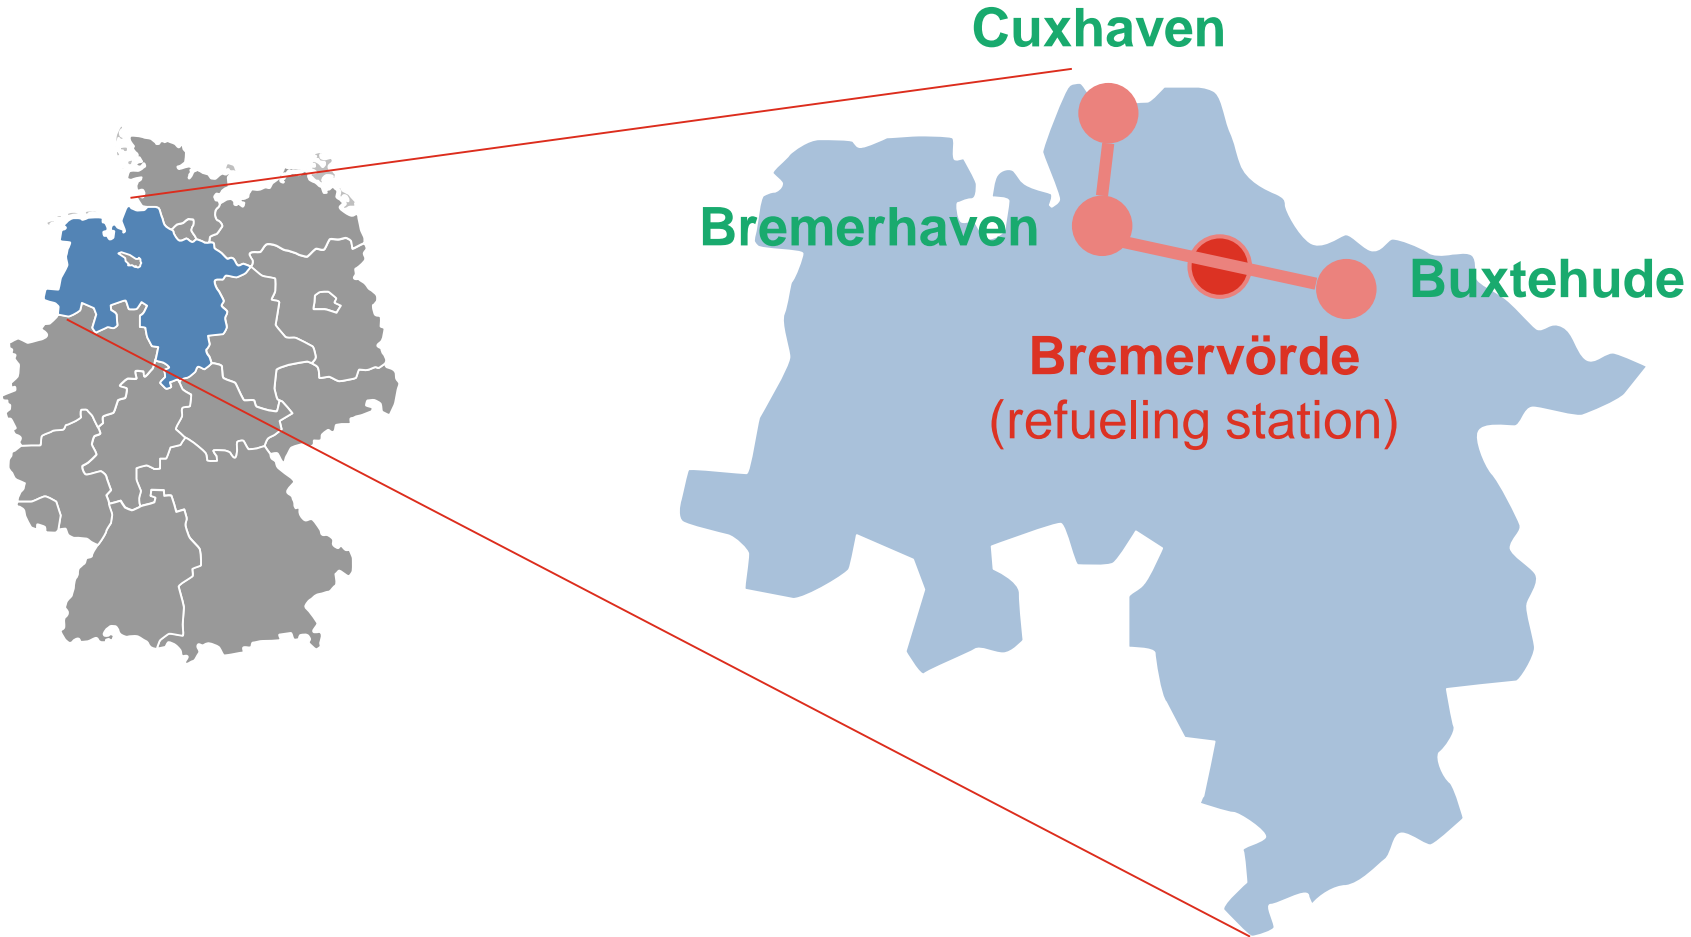 Cuxhaven
Bremerhaven
Buxtehude
Bremervörde
(refueling station)